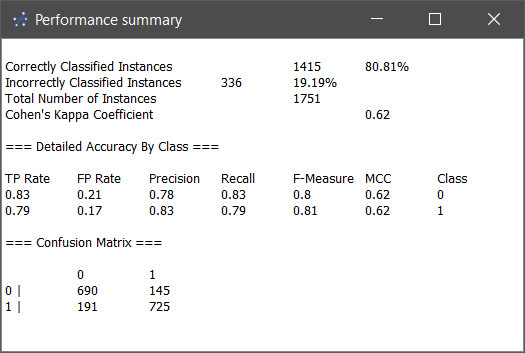 Performance summary
Correctly Classified Instances 1415 80.81%
Incorrectly Classified Instances 336 19.19%
Total Number of Instances 1751
Cohen's Kappa Coefficient 0.62
=== Detailed Accuracy By Class ===
TP Rate FP Rate Precision Recall F-Measure MCC Class
0.83 0.21 0.78 0.83 0.8 0.62 0
0.79 0.17 0.83 0.79 0.81 0.62 1
=== Confusion Matrix ===
0 1
0 | 690 145
1 | 191 725